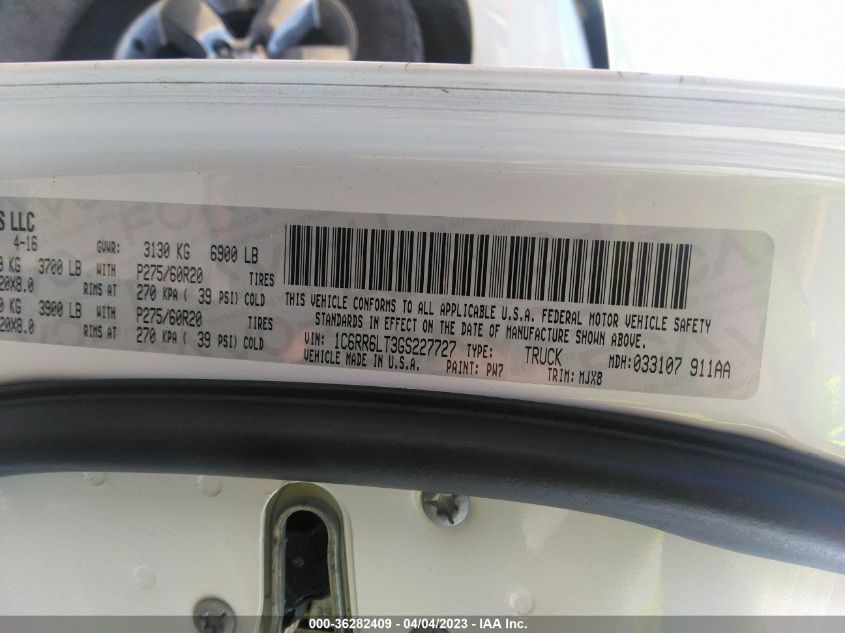 S LLC
4-16 GVWR: 3130 KG 6900 LB
KG 3700 LB WITH P275/60R20 TIRES
20X8.0 RIMS AT 270 KPA ( 39 PSI) COLD
KG 3900 LB WITH P275/60R20 TIRES
20X8.0 RIMS AT 270 KPA ( 39 PSI) COLD
THIS VEHICLE CONFORMS TO ALL APPLICABLE U.S.A. FEDERAL MOTOR VEHICLE SAFETY
STANDARDS IN EFFECT ON THE DATE OF MANUFACTURE SHOWN ABOVE.
VIN: 1C6RR6LT3GS227727 TYPE: TRUCK MDH:033107 911AA
VEHICLE MADE IN U.S.A. PAINT: PW7 TRIM: MJX8
39
000-36282409 - 04/04/2023 - IAA Inc.